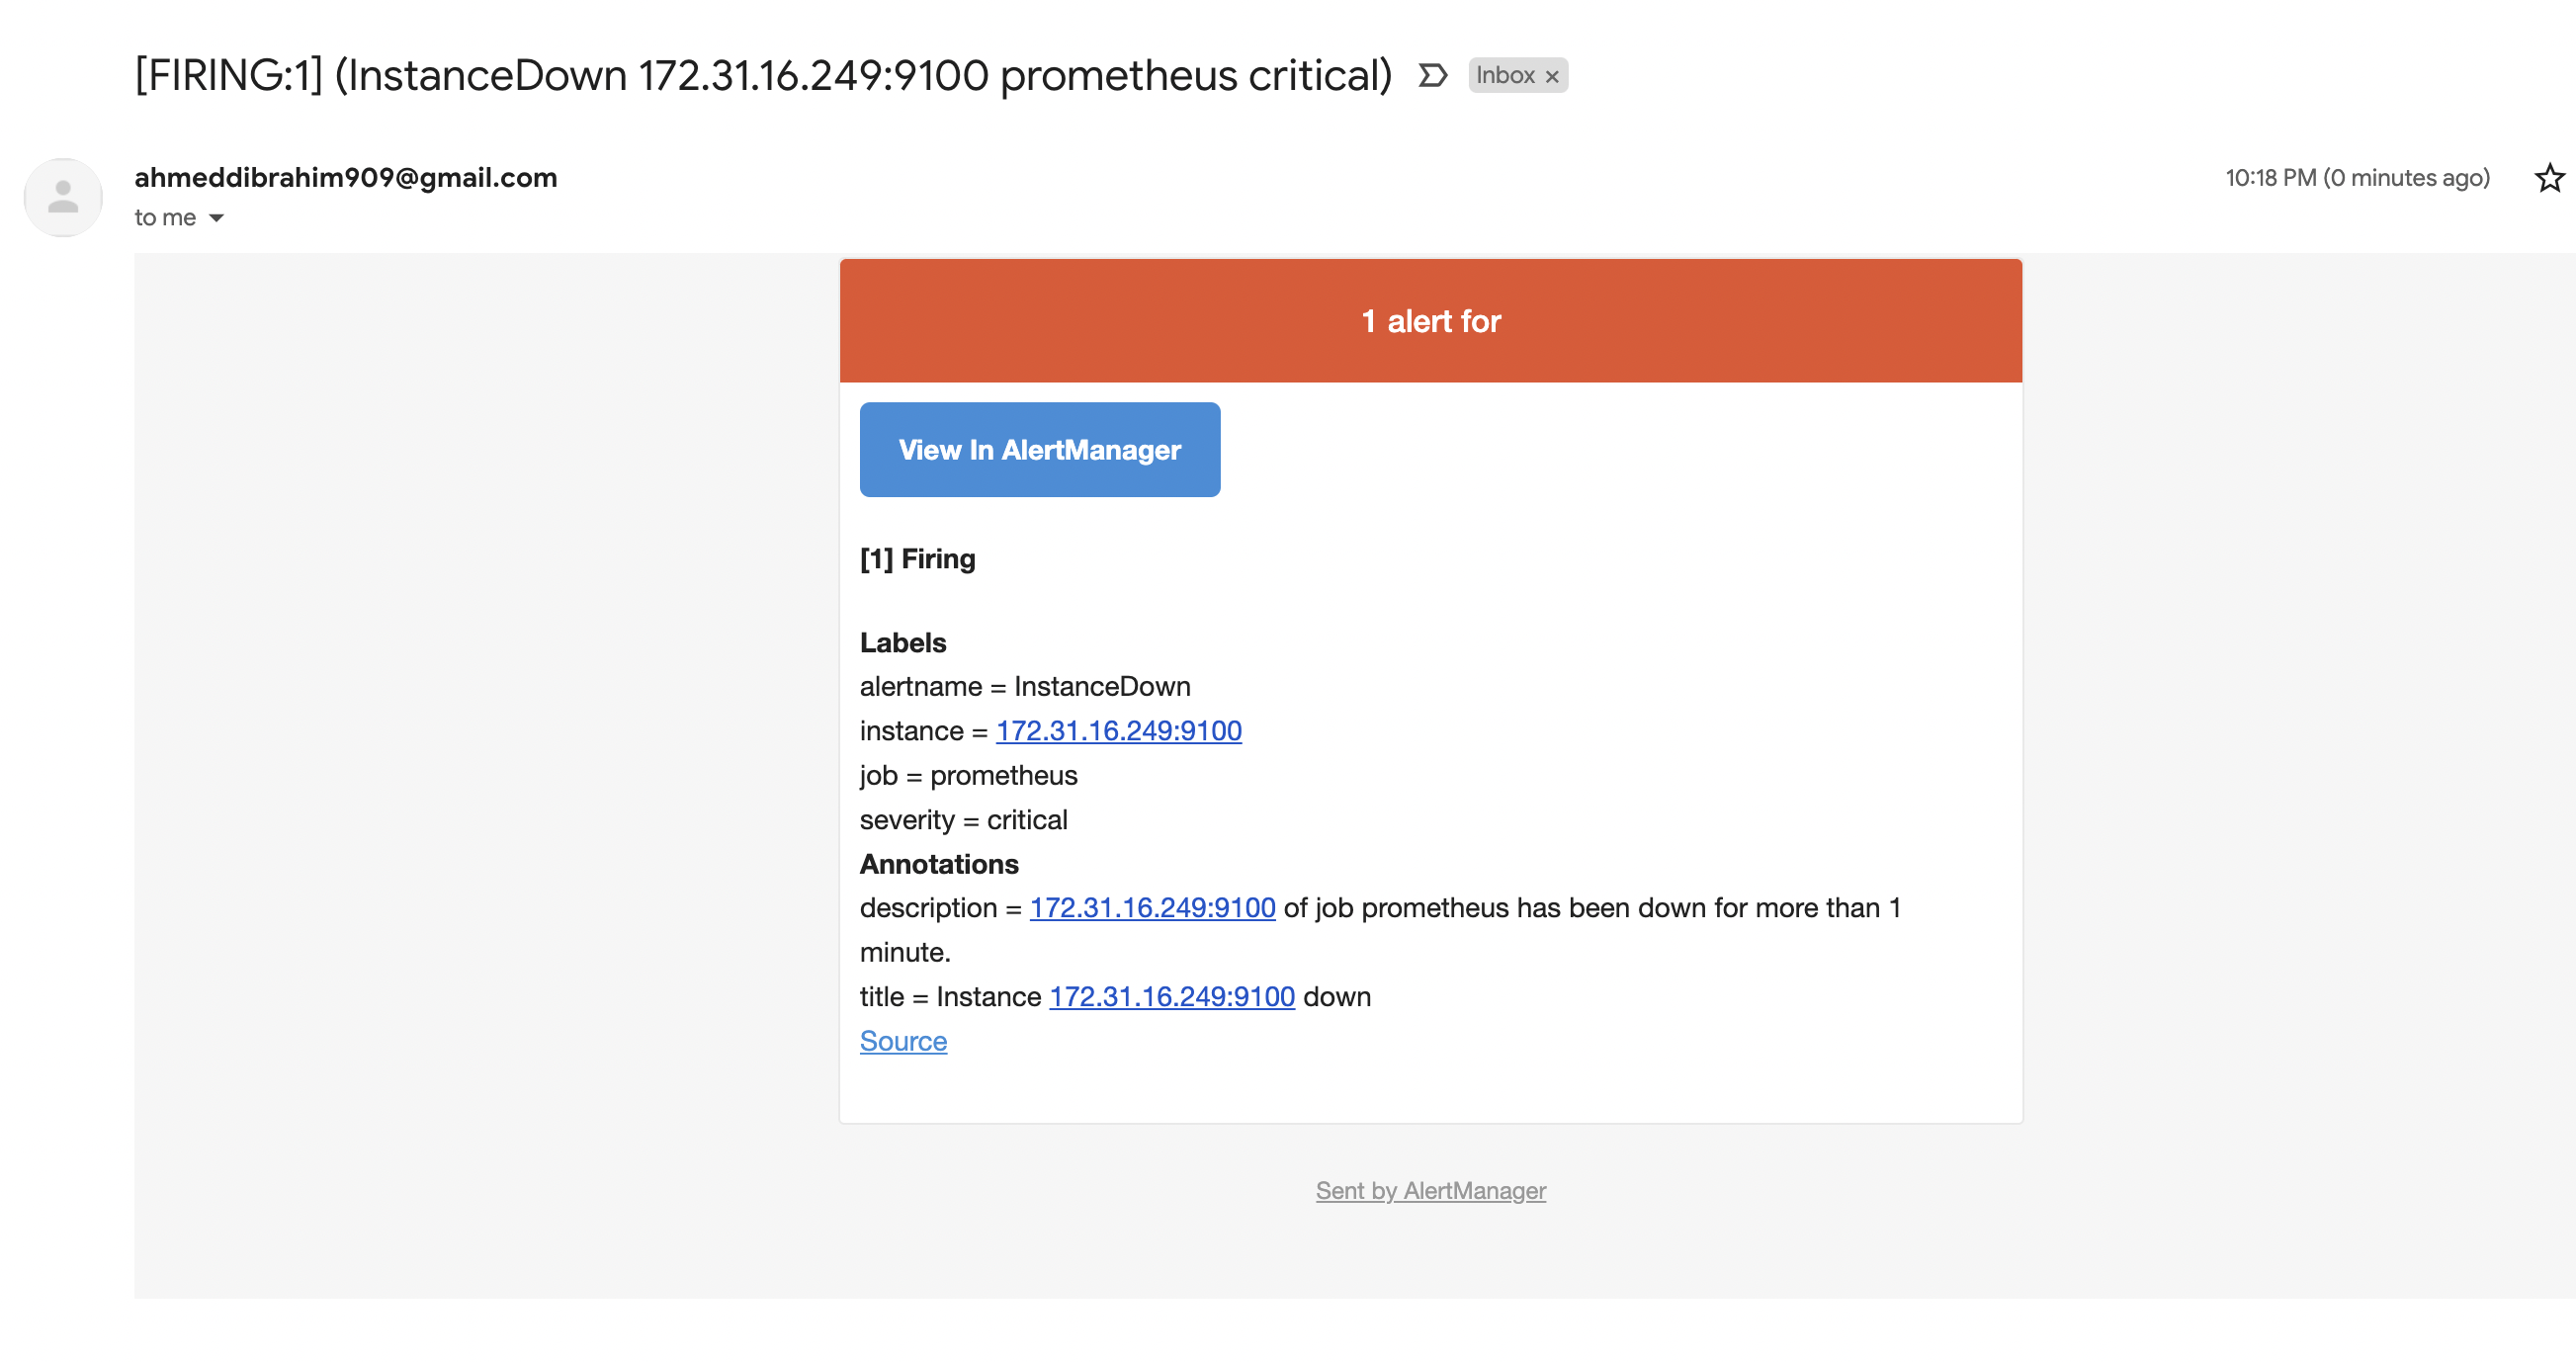 [FIRING:1] (InstanceDown 172.31.16.249:9100 prometheus critical) Inbox ×
ahmeddibrahim909@gmail.com 10:18 PM (0 minutes ago)
to me
1 alert for
View In AlertManager
[1] Firing
Labels
alertname = InstanceDown
instance = 172.31.16.249:9100
job = prometheus
severity = critical
Annotations
description = 172.31.16.249:9100 of job prometheus has been down for more than 1
minute.
title = Instance 172.31.16.249:9100 down
Source
Sent by AlertManager